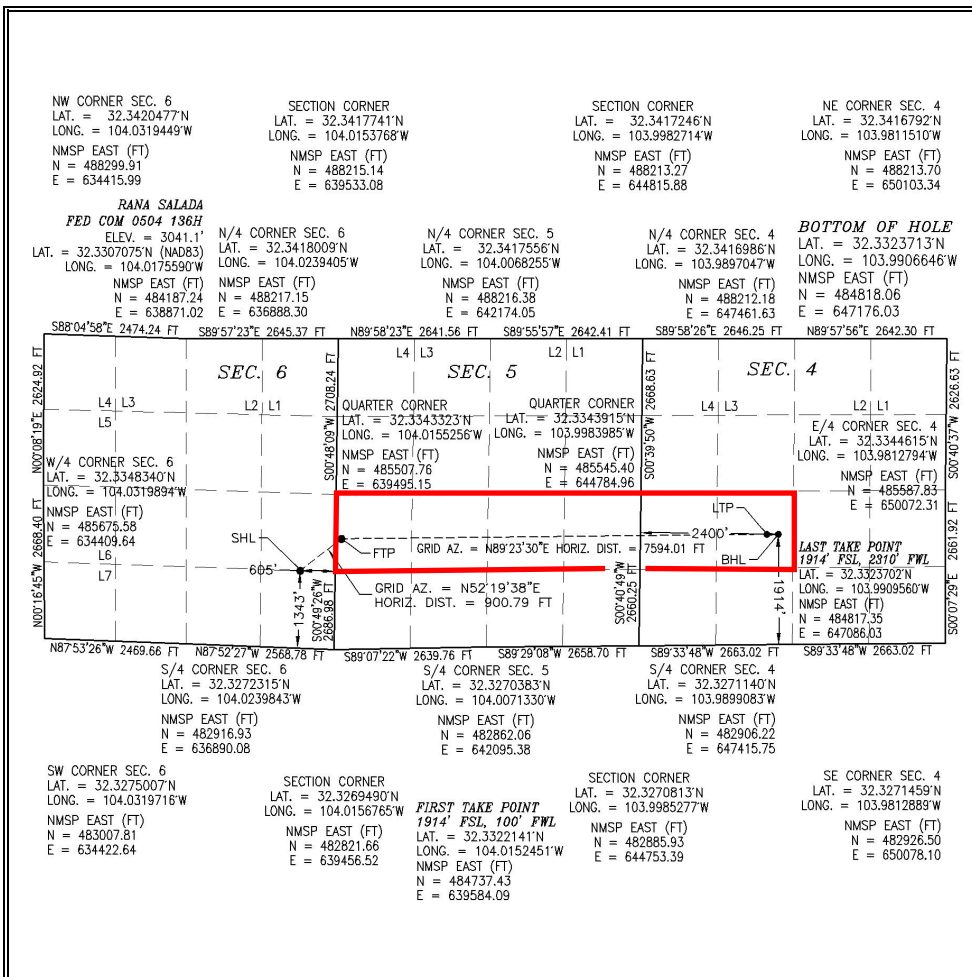 NW CORNER SEC. 6
LAT. = 32.3420477'N
LONG. = 104.0319449'W
NMSP EAST (FT)
N = 488299.91
E = 634415.99
SECTION CORNER
LAT. = 32.3417741'N
LONG. = 104.0153768'W
NMSP EAST (FT)
N = 488215.14
E = 639533.08
SECTION CORNER
LAT. = 32.3417246'N
LONG. = 103.9982714'W
NMSP EAST (FT)
N = 488213.27
E = 644815.88
NE CORNER SEC. 4
LAT. = 32.3416792'N
LONG. = 103.9811510'W
NMSP EAST (FT)
N = 488213.70
E = 650103.34
RANA SALADA
FED COM 0504 136H
ELEV. = 3041.1'
LAT. = 32.3307075'N (NAD83)
LONG. = 104.0175590'W
NMSP EAST (FT)
N = 484187.24
E = 638871.02
N/4 CORNER SEC. 6
LAT. = 32.3418009'N
LONG. = 104.0239405'W
NMSP EAST (FT)
N = 488217.15
E = 636888.30
N/4 CORNER SEC. 5
LAT. = 32.3417556'N
LONG. = 104.0068255'W
NMSP EAST (FT)
N = 488216.38
E = 642174.05
N/4 CORNER SEC. 4
LAT. = 32.3416986'N
LONG. = 103.9897047'W
NMSP EAST (FT)
N = 488212.18
E = 647461.63
BOTTOM OF HOLE
LAT. = 32.3323713'N
LONG. = 103.9906646'W
NMSP EAST (FT)
N = 484818.06
E = 647176.03
S88°04'58"E 2474.24 FT
S89°57'23"E 2645.37 FT
N89°58'23"E 2641.56 FT
S89°55'57"E 2642.41 FT
S89°58'26"E 2646.25 FT
N89°57'56"E 2642.30 FT
N00°08'19"E 2624.92 FT
S00°48'09"W 2708.24 FT
S00°39'50"W 2668.63 FT
S00°40'37"W 2626.63 FT
SEC. 6
SEC. 5
SEC. 4
L4 L3
L2 L1
L5
L4 L3
L2 L1
L4 L3
L2 L1
QUARTER CORNER
LAT. = 32.3343323'N
LONG. = 104.0155256'W
NMSP EAST (FT)
N = 485507.76
E = 639495.15
QUARTER CORNER
LAT. = 32.3343915'N
LONG. = 103.9983985'W
NMSP EAST (FT)
N = 485545.40
E = 644784.96
E/4 CORNER SEC. 4
LAT. = 32.3344615'N
LONG. = 103.9812794'W
NMSP EAST (FT)
N = 485587.83
E = 650072.31
W/4 CORNER SEC. 6
LAT. = 32.3348340'N
LONG. = 104.0319894'W
NMSP EAST (FT)
N = 485675.58
E = 634409.64
L6
L7
SHL
605'
1343'
FTP
GRID AZ. = N89°23'30"E HORIZ. DIST. = 7594.01 FT
GRID AZ. = N52°19'38"E
HORIZ. DIST. = 900.79 FT
LTP
2400'
BHL
1914'
LAST TAKE POINT
1914' FSL, 2310' FWL
LAT. = 32.3323702'N
LONG. = 103.9909560'W
NMSP EAST (FT)
N = 484817.35
E = 647086.03
N00°16'45"W 2668.40 FT
S00°49'26"W 2686.98 FT
S00°40'49"W 2660.25 FT
S00°07'29"E 2661.92 FT
N87°53'26"W 2469.66 FT
N87°52'27"W 2568.78 FT
S89°07'22"W 2639.76 FT
S89°29'08"W 2658.70 FT
S89°33'48"W 2663.02 FT
S89°33'48"W 2663.02 FT
S/4 CORNER SEC. 6
LAT. = 32.3272315'N
LONG. = 104.0239843'W
NMSP EAST (FT)
N = 482916.93
E = 636890.08
S/4 CORNER SEC. 5
LAT. = 32.3270383'N
LONG. = 104.0071330'W
NMSP EAST (FT)
N = 482862.06
E = 642095.38
S/4 CORNER SEC. 4
LAT. = 32.3271140'N
LONG. = 103.9899083'W
NMSP EAST (FT)
N = 482906.22
E = 647415.75
SW CORNER SEC. 6
LAT. = 32.3275007'N
LONG. = 104.0319716'W
NMSP EAST (FT)
N = 483007.81
E = 634422.64
SECTION CORNER
LAT. = 32.3269490'N
LONG. = 104.0156765'W
NMSP EAST (FT)
N = 482821.66
E = 639456.52
FIRST TAKE POINT
1914' FSL, 100' FWL
LAT. = 32.3322141'N
LONG. = 104.0152451'W
NMSP EAST (FT)
N = 484737.43
E = 639584.09
SECTION CORNER
LAT. = 32.3270813'N
LONG. = 103.9985277'W
NMSP EAST (FT)
N = 482885.93
E = 644753.39
SE CORNER SEC. 4
LAT. = 32.3271459'N
LONG. = 103.9812889'W
NMSP EAST (FT)
N = 482926.50
E = 650078.10